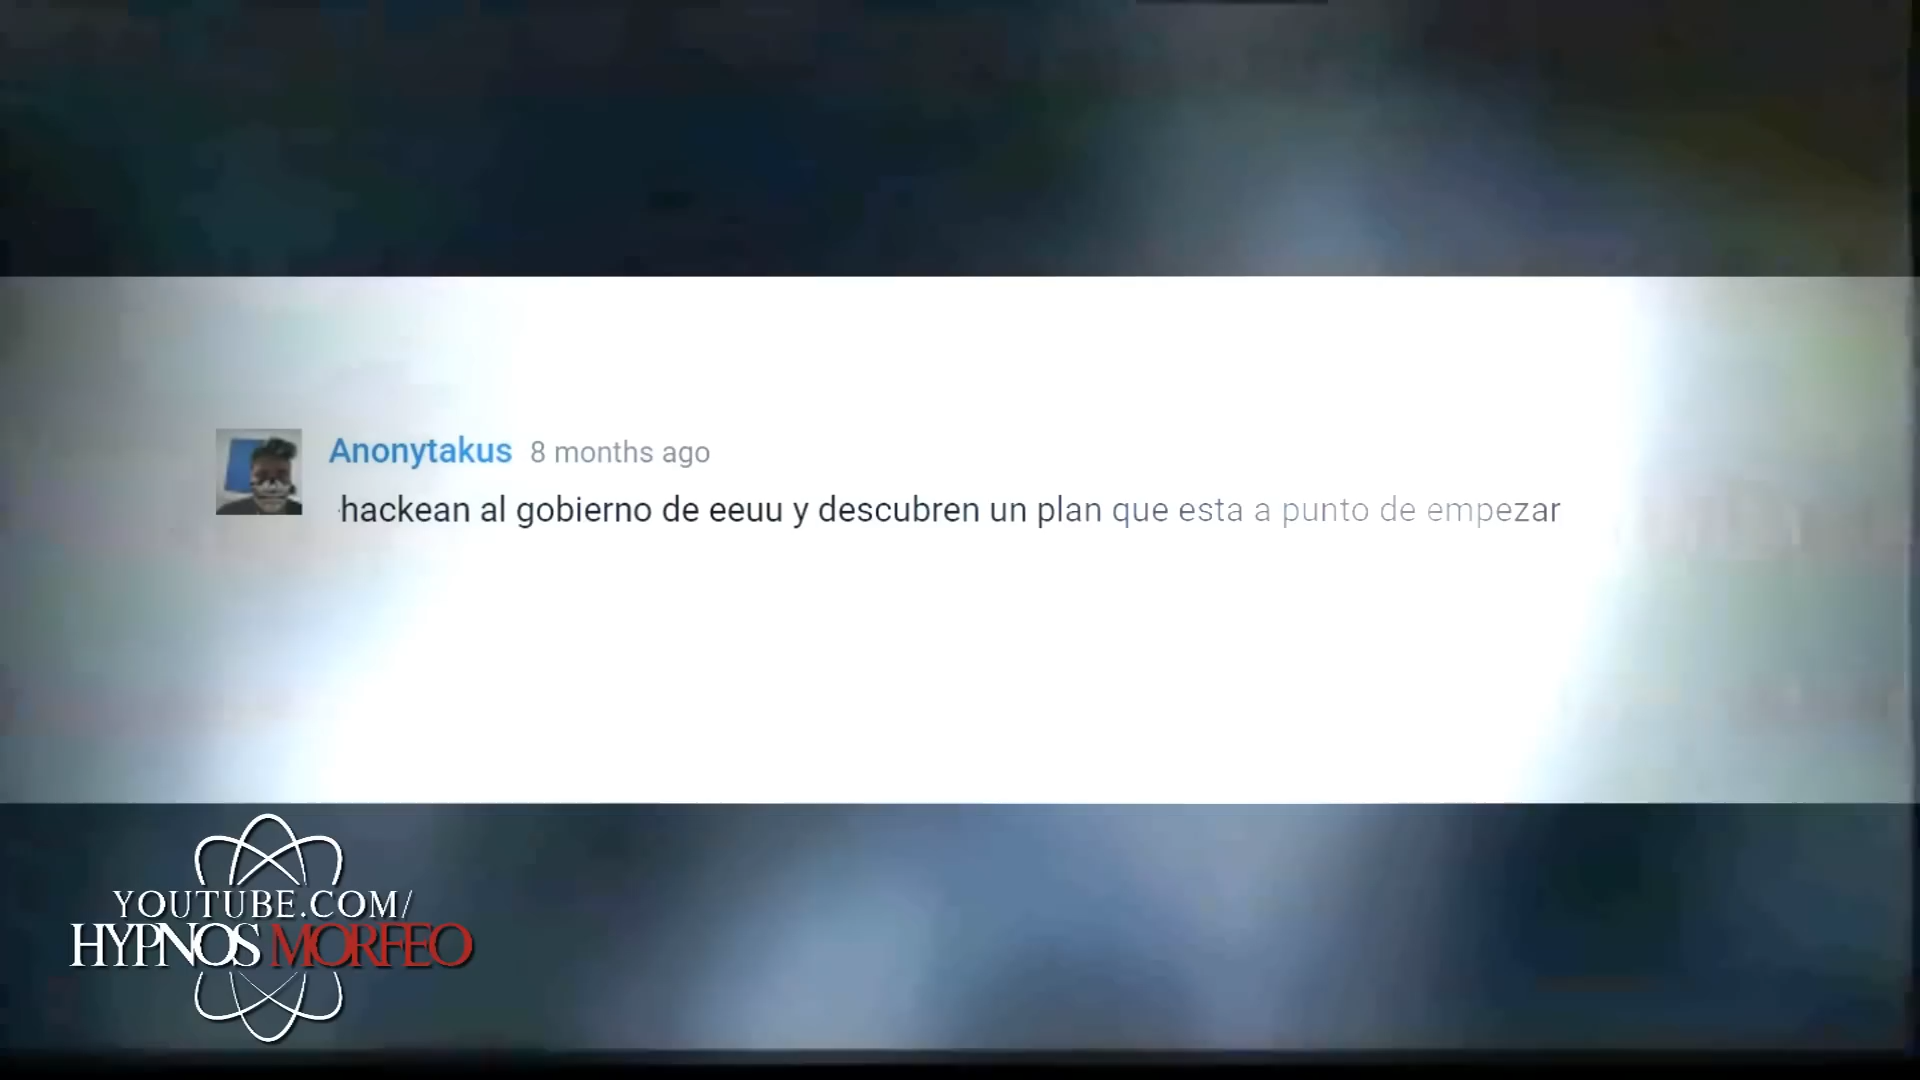 Anonytakus 8 months ago
hackean al gobierno de eeuu y descubren un plan que esta a punto de empezar
YOUTUBE.COM/
HYPNOS MORFEO